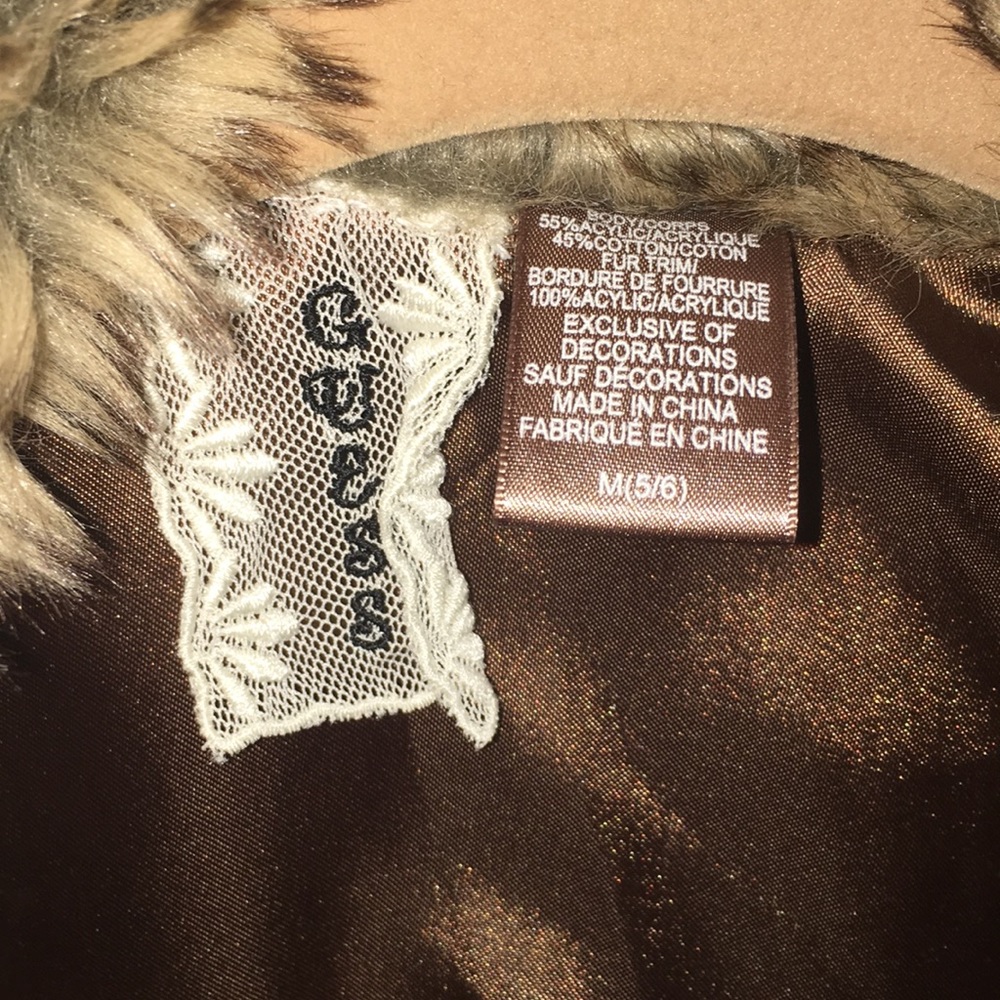 GUESS
BODY/CORPS
55%ACYLIC/ACRYLIQUE
45%COTTON/COTON
FUR TRIM/
BORDURE DE FOURRURE
100%ACYLIC/ACRYLIQUE
EXCLUSIVE OF
DECORATIONS
SAUF DÉCORATIONS
MADE IN CHINA
FABRIQUÉ EN CHINE
M(5/6)